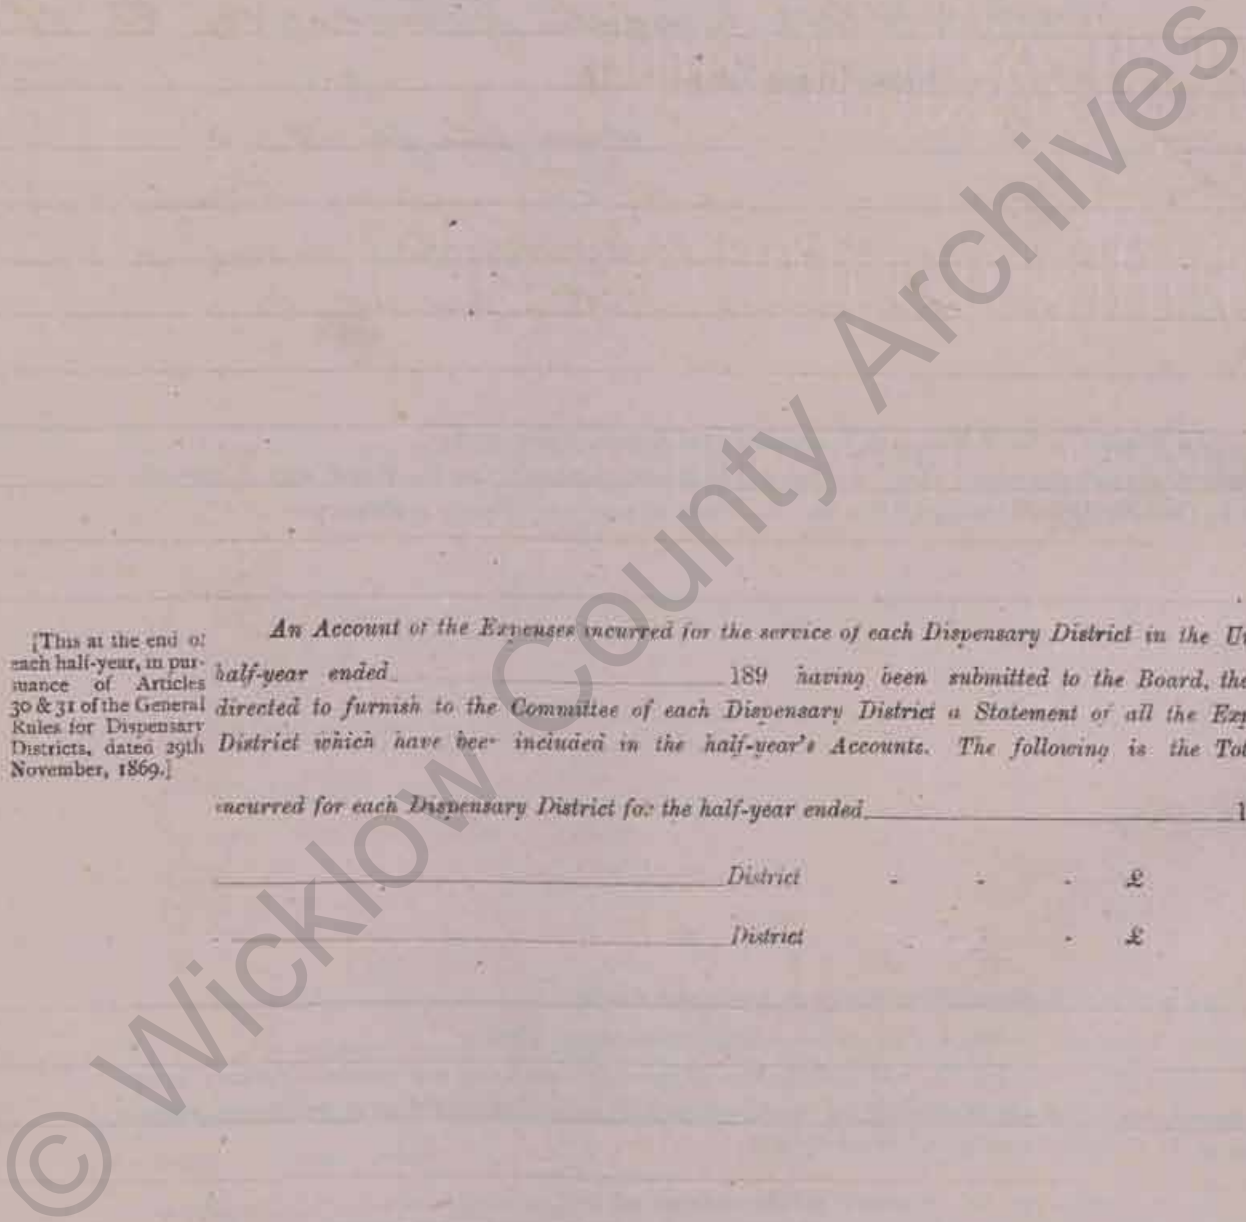 [This at the end of
each half-year, in pur-
suance of Articles
30 & 31 of the General
Rules for Dispensary
Districts, dated 29th
November, 1869.]
An Account of the Expenses incurred for the service of each Dispensary District in the
half-year ended 189 having been submitted to the Board, the
directed to furnish to the Committee of each Dispensary District a Statement of all the Exp
District which have been included in the half-year's Accounts. The following is the Tot
incurred for each Dispensary District for the half-year ended 1
District - - - £
District - £
© Wicklow County Archives